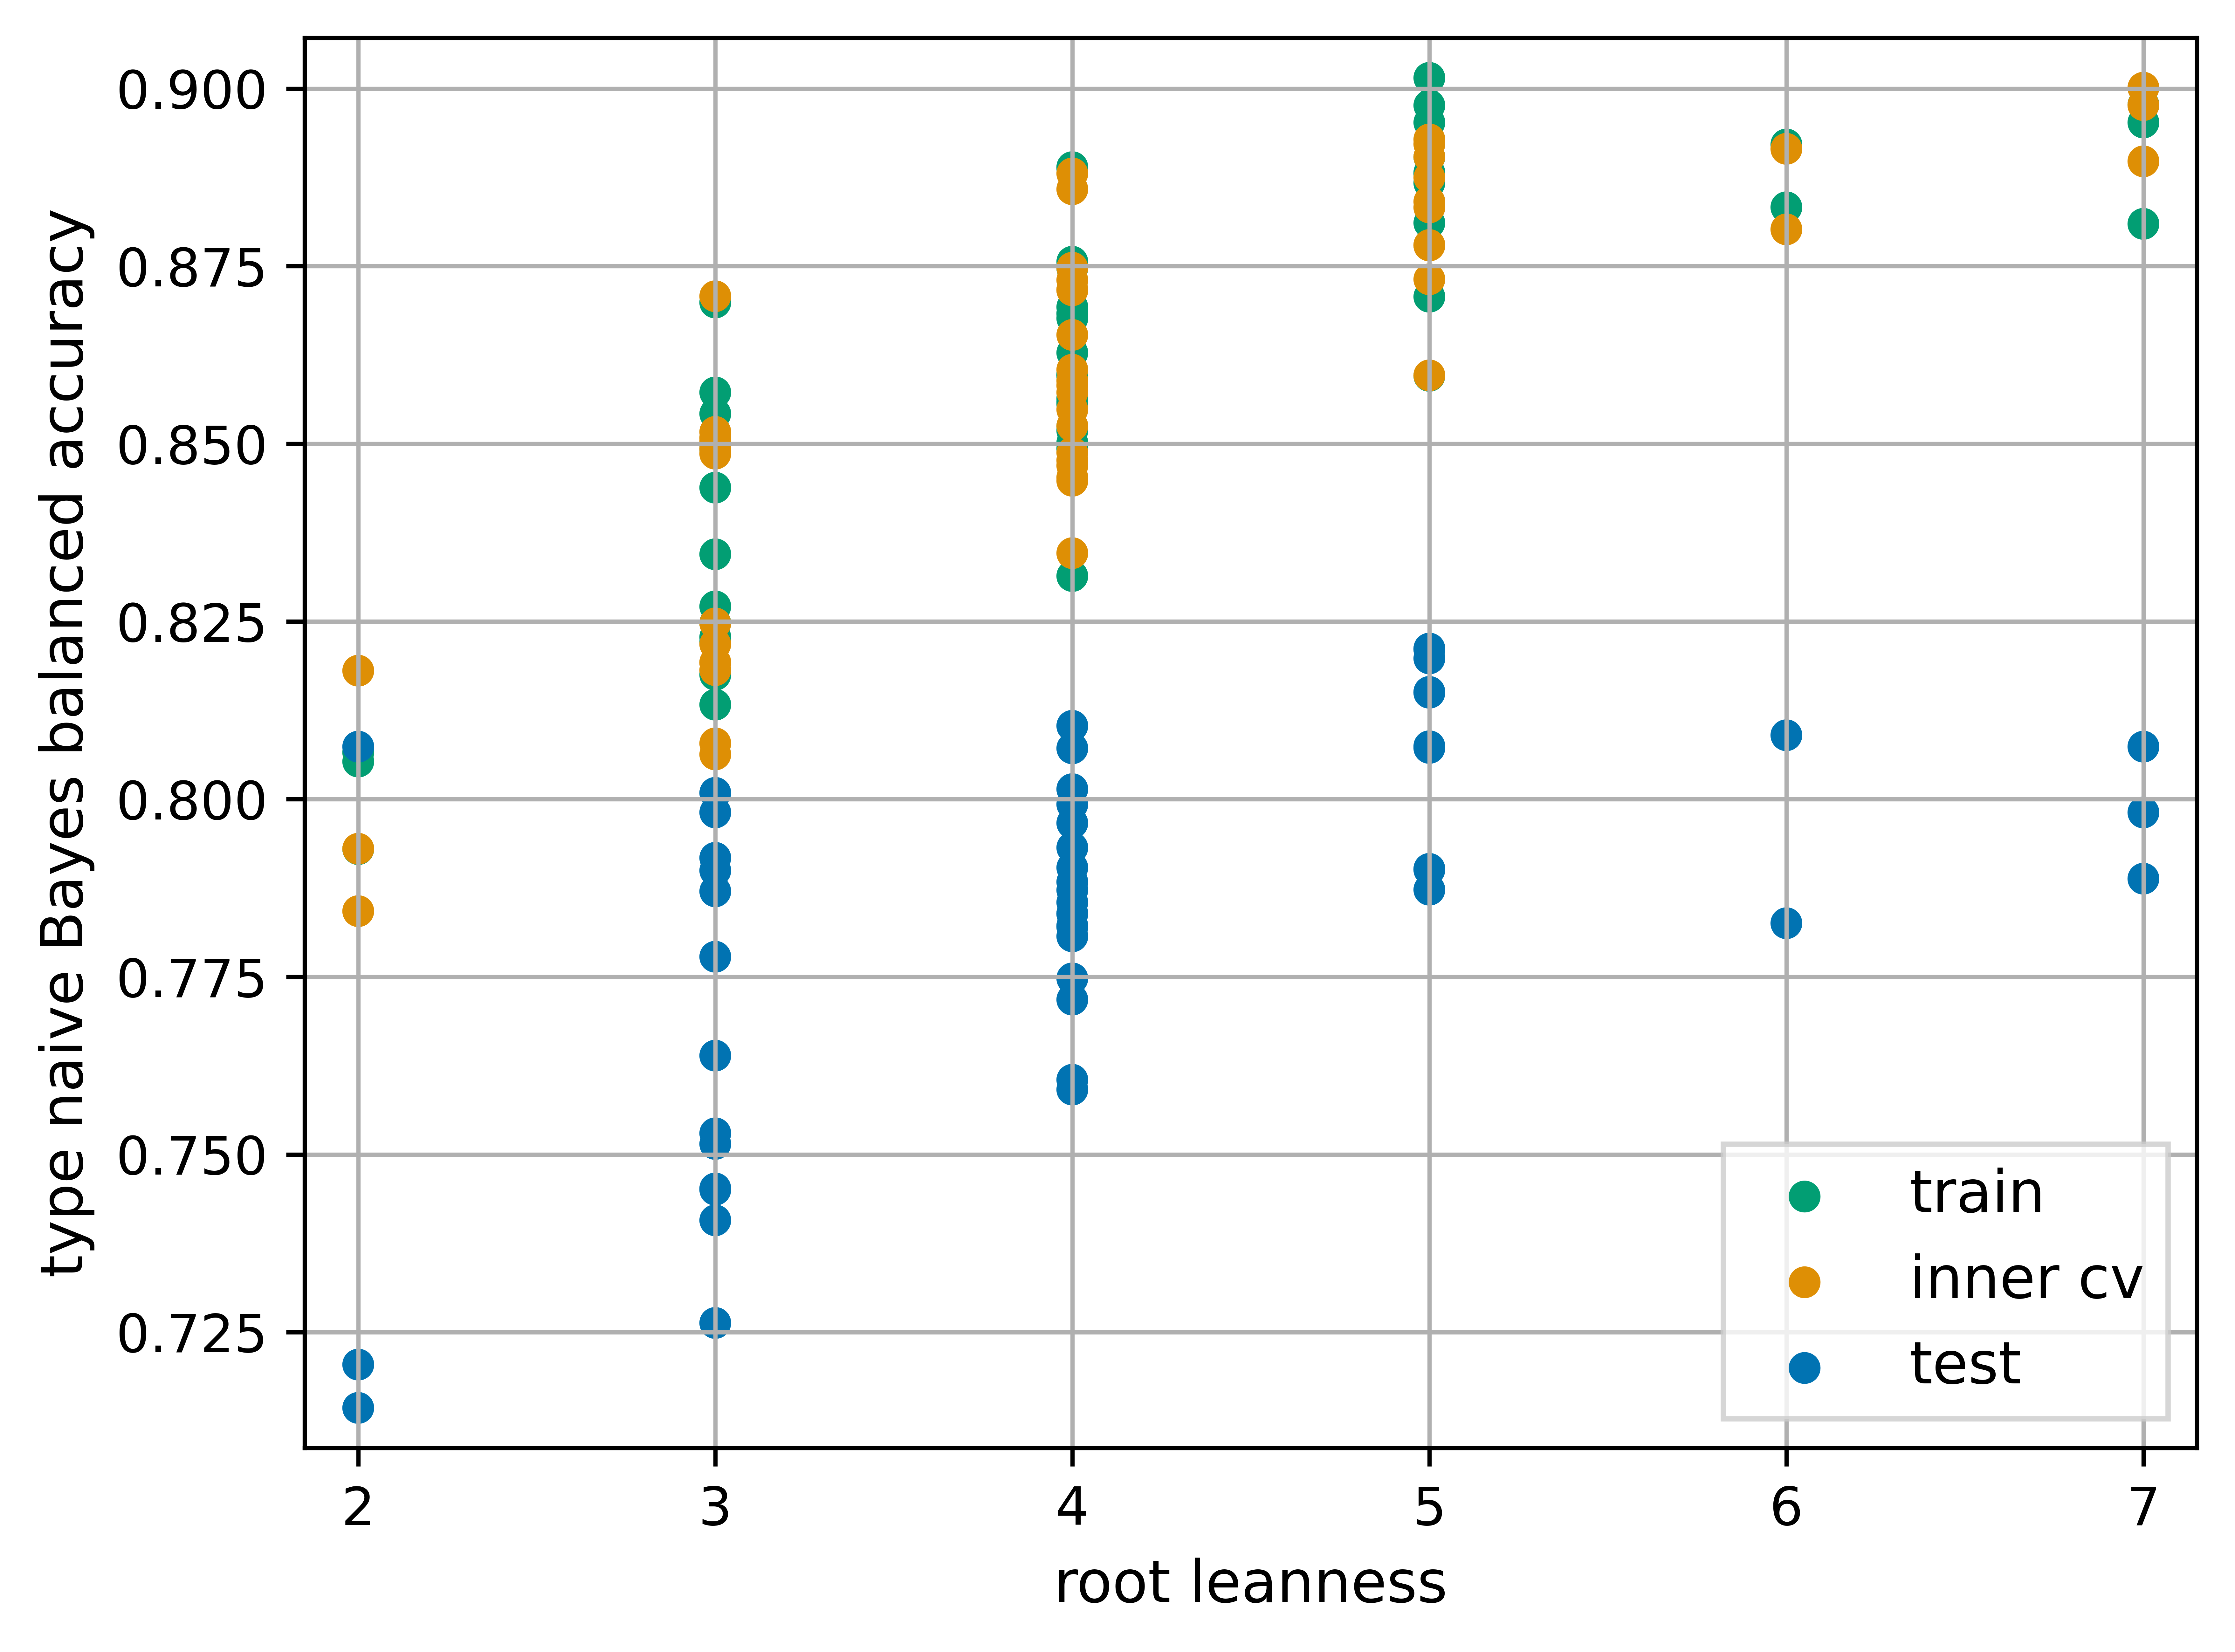 type naive Bayes balanced accuracy
0.900
0.875
0.850
0.825
0.800
0.775
0.750
0.725
train
inner cv
test
2 3 4 5 6 7
root leanness